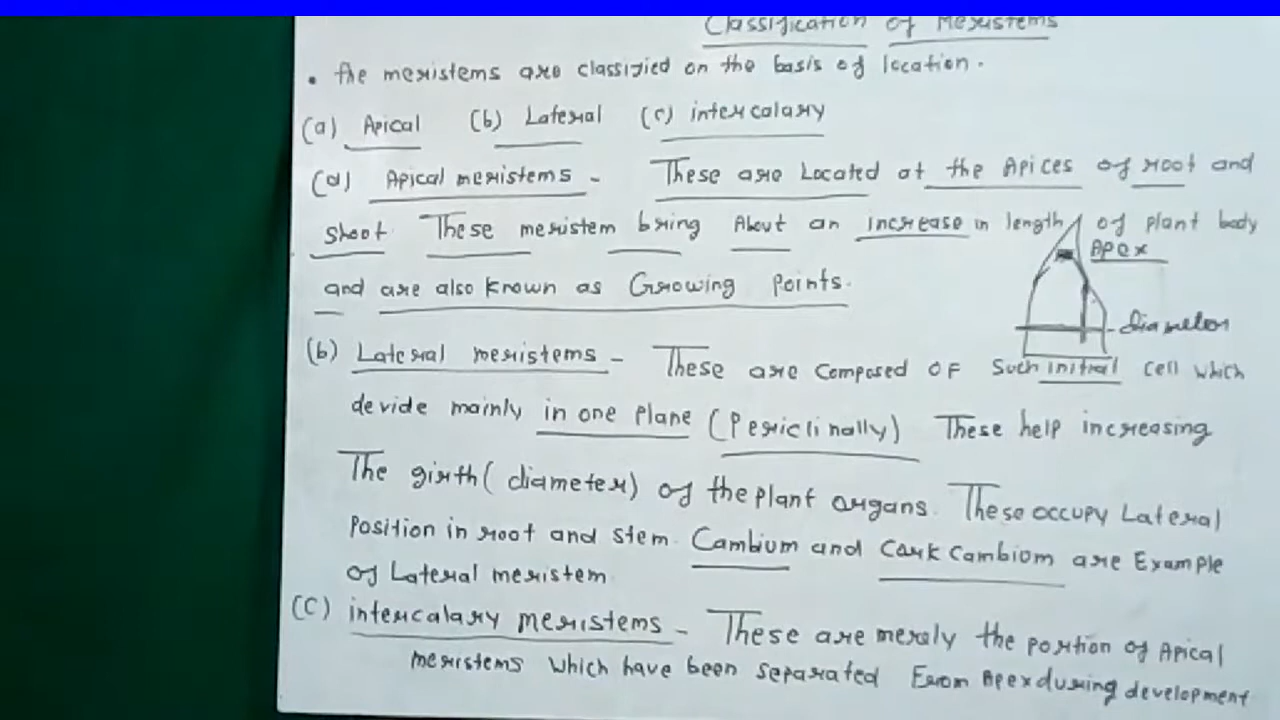 Classification of Meristems
• the meristems are classified on the basis of location.
(a) Apical (b) Lateral (c) intercalary
(a) Apical meristems - These are Located at the Apices of root and
shoot These meristem bring About an increase in length of plant body
Apex
and are also known as Growing Points.
diameter
(b) Lateral meristems - These are composed of Such initial cell which
devide mainly in one plane (Periclinally) These help increasing
The girth (diameter) of the plant organs. These occupy Lateral
Position in root and stem. Cambium and Cark Cambiom are Example
of Lateral meristem
(C) intercalary meristems - These are merely the portion of Apical
meristems which have been separated From Apex during development